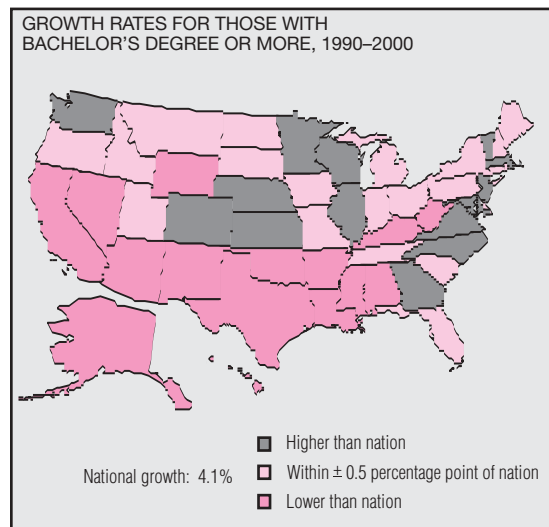 GROWTH RATES FOR THOSE WITH
BACHELOR'S DEGREE OR MORE, 1990–2000
Higher than nation
National growth: 4.1%
Within ± 0.5 percentage point of nation
Lower than nation